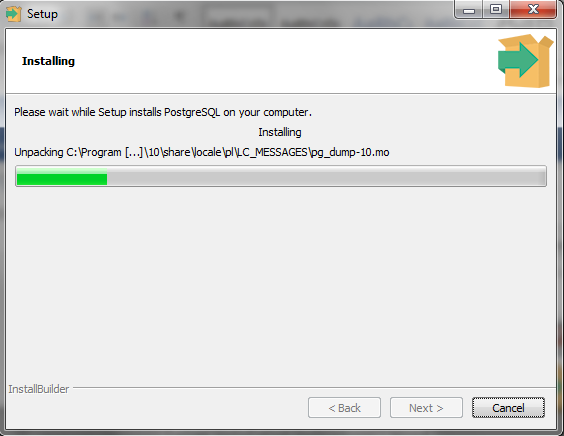 Setup
Installing
Please wait while Setup installs PostgreSQL on your computer.
Installing
Unpacking C:\Program [...]\10\share\locale\pl\LC_MESSAGES\pg_dump-10.mo
InstallBuilder
< Back
Next >
Cancel